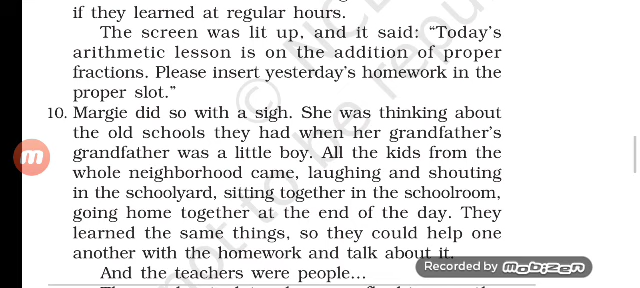 if they learned at regular hours.
The screen was lit up, and it said: “Today’s
arithmetic lesson is on the addition of proper
fractions. Please insert yesterday’s homework in the
proper slot.”
10. Margie did so with a sigh. She was thinking about
the old schools they had when her grandfather’s
grandfather was a little boy. All the kids from the
whole neighborhood came, laughing and shouting
in the schoolyard, sitting together in the schoolroom,
going home together at the end of the day. They
learned the same things, so they could help one
another with the homework and talk about it.
Recorded by mobizen
And the teachers were people...